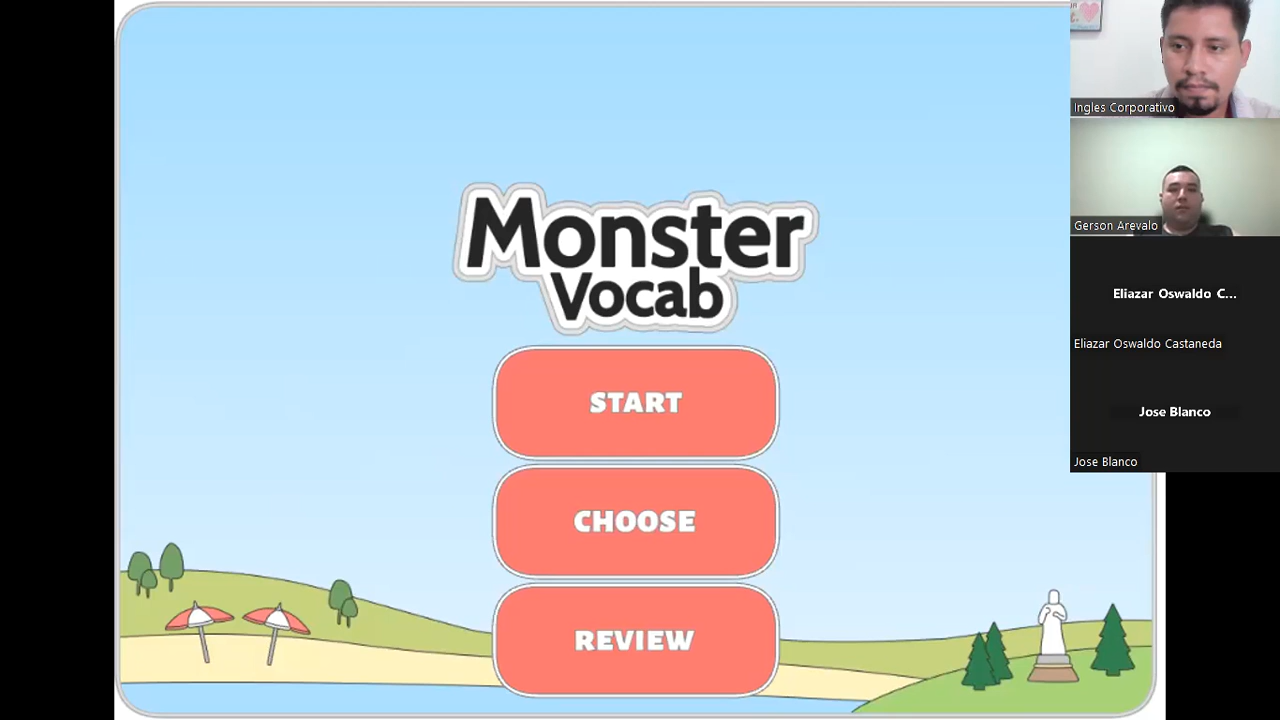 Monster
Vocab
START
CHOOSE
REVIEW
Ingles Corporativo
Gerson Arevalo
Eliazar Oswaldo C...
Eliazar Oswaldo Castaneda
Jose Blanco
Jose Blanco